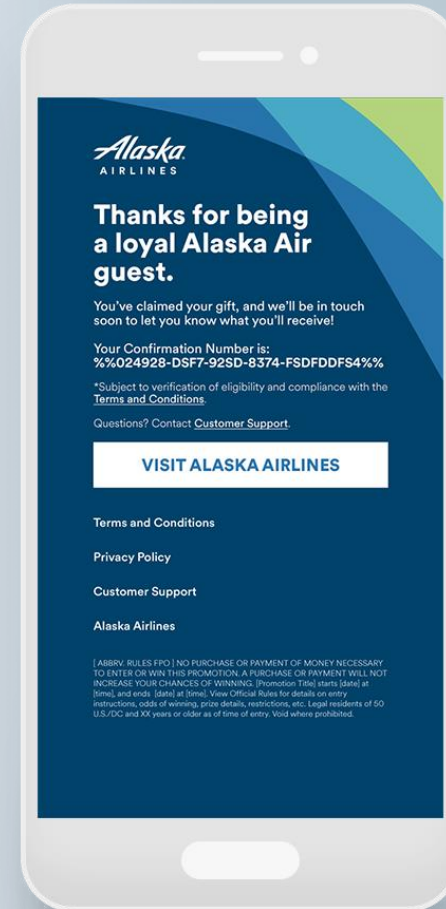 Alaska
AIRLINES
Thanks for being
a loyal Alaska Air
guest.
You've claimed your gift, and we'll be in touch
soon to let you know what you'll receive!
Your Confirmation Number is:
%%024928-DSF7-92SD-8374-FSDFDDFS4%%
*Subject to verification of eligibility and compliance with the
Terms and Conditions.
Questions? Contact Customer Support.
VISIT ALASKA AIRLINES
Terms and Conditions
Privacy Policy
Customer Support
Alaska Airlines
[ ABBRV. RULES FPO ] NO PURCHASE OR PAYMENT OF MONEY NECESSARY
TO ENTER OR WIN THIS PROMOTION. A PURCHASE OR PAYMENT WILL NOT
INCREASE YOUR CHANCES OF WINNING. [Promotion Title] starts [date] at
[time], and ends [date] at [time]. View Official Rules for details on entry
instructions, odds of winning, prize details, restrictions, etc. Legal residents of 50
U.S./DC and XX years or older as of time of entry. Void where prohibited.